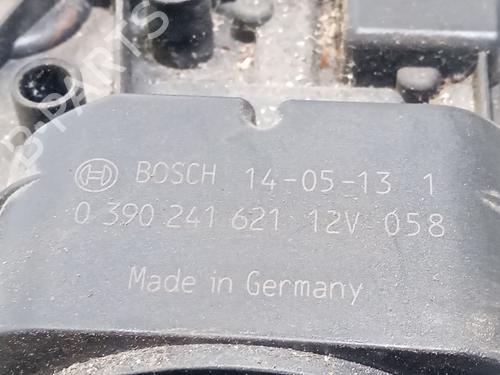 BOSCH 14-05-13 1
0 390 241 621 12V 058
Made in Germany